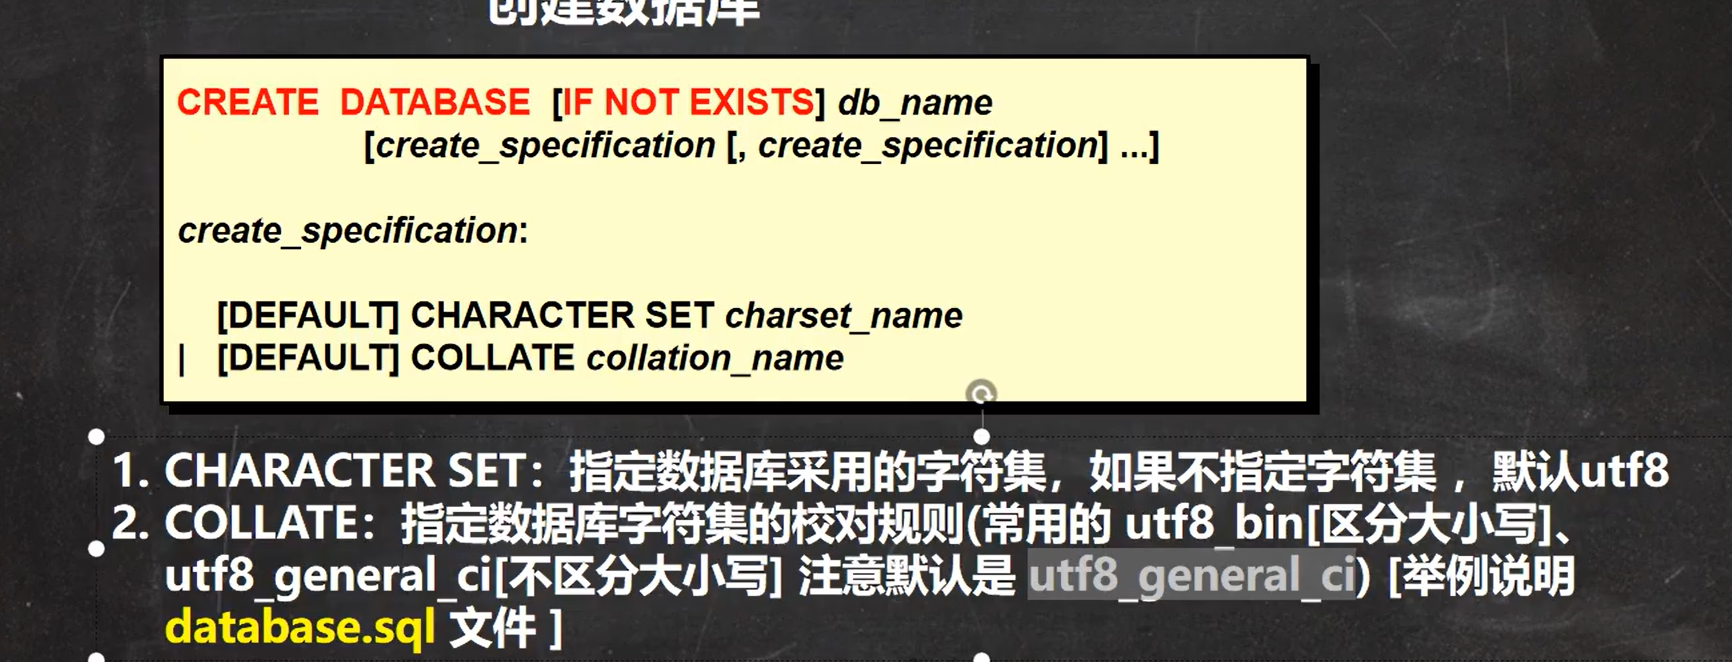 创建数据库
CREATE DATABASE [IF NOT EXISTS] db_name
[create_specification [, create_specification] ...]
create_specification:
[DEFAULT] CHARACTER SET charset_name
| [DEFAULT] COLLATE collation_name
1. CHARACTER SET：指定数据库采用的字符集，如果不指定字符集，默认utf8
2. COLLATE：指定数据库字符集的校对规则(常用的 utf8_bin[区分大小写]、
utf8_general_ci[不区分大小写] 注意默认是 utf8_general_ci) [举例说明
database.sql 文件 ]